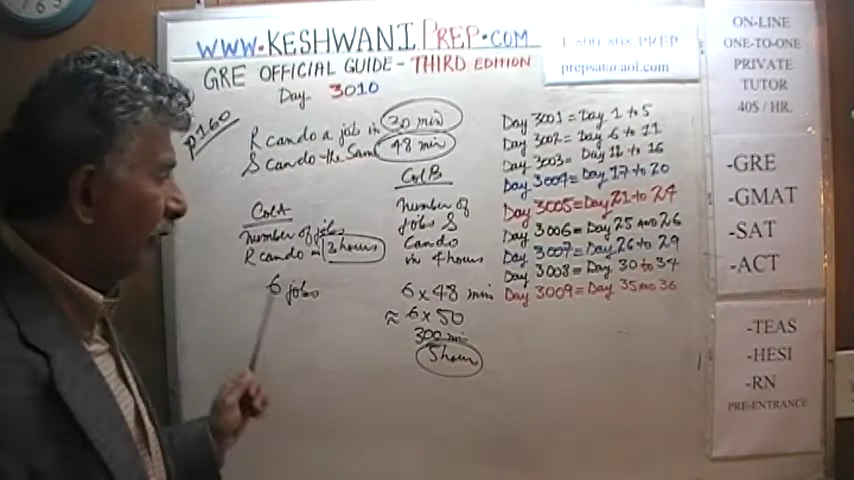 WWW.KESHWANI PREP.COM
GRE OFFICIAL GUIDE - THIRD EDITION
Day 3010
1-800-808-PREP
prepsat@aol.com
P160
R can do a job in 30 min
S can do the same 48 min
Col A
Number of jobs
R can do in 3 hours
6 jobs
Col B
Number of
jobs S
Can do
in 4 hours
6 x 48 min
≈ 6 x 50
300 min
5 hour
Day 3001 = Day 1 to 5
Day 3002 = Day 6 to 11
Day 3003 = Day 12 to 16
Day 3004 = Day 17 to 20
Day 3005 = Day 21 to 24
Day 3006 = Day 25 AND 26
Day 3007 = Day 26 to 29
Day 3008 = Day 30 to 34
Day 3009 = Day 35 AND 36
ON-LINE
ONE-TO-ONE
PRIVATE
TUTOR
40$ / HR.
-GRE
-GMAT
-SAT
-ACT
-TEAS
-HESI
-RN
PRE-ENTRANCE